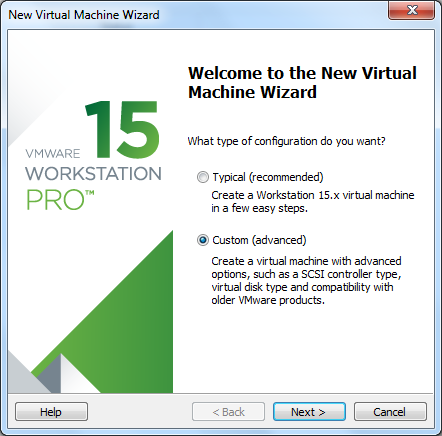 New Virtual Machine Wizard
Welcome to the New Virtual
Machine Wizard
VMWARE 15
WORKSTATION
PRO™
What type of configuration do you want?
Typical (recommended)
Create a Workstation 15.x virtual machine
in a few easy steps.
Custom (advanced)
Create a virtual machine with advanced
options, such as a SCSI controller type,
virtual disk type and compatibility with
older VMware products.
Help
< Back
Next >
Cancel